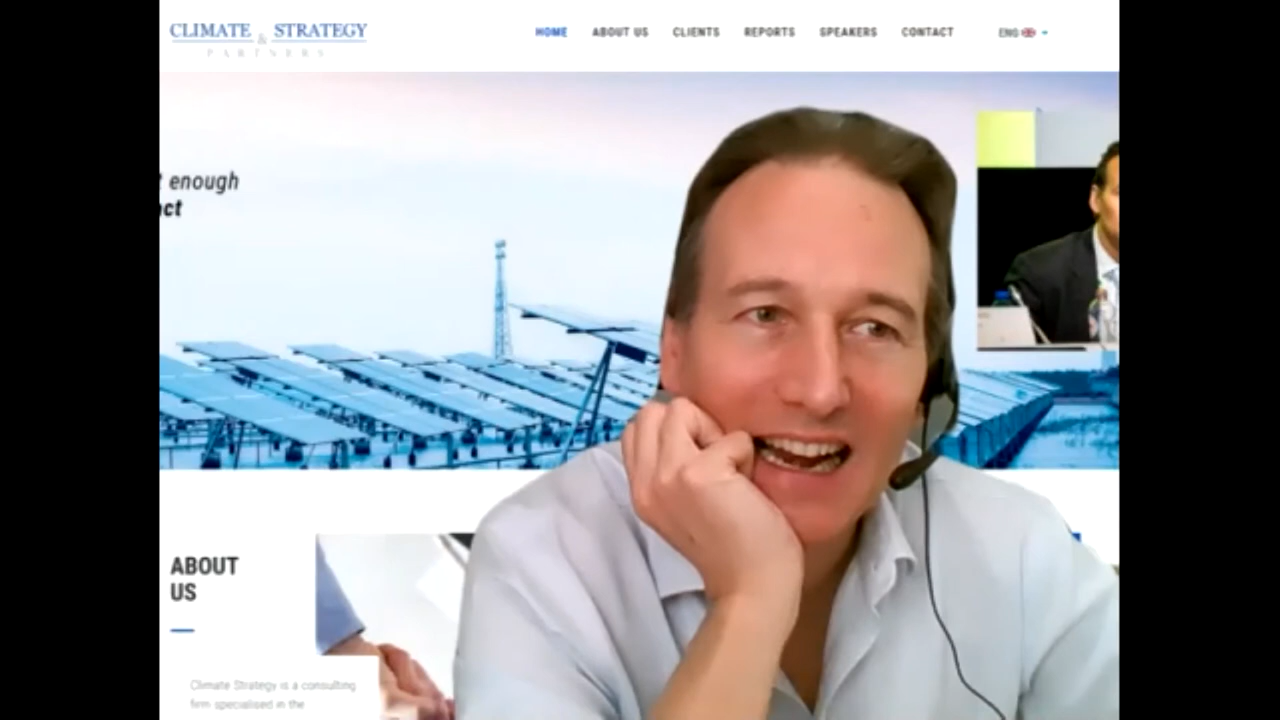 CLIMATE & STRATEGY
PARTNERS
HOME ABOUT US CLIENTS REPORTS SPEAKERS CONTACT ENG
enough
ABOUT
US
Climate Strategy is a consulting
firm specialised in the